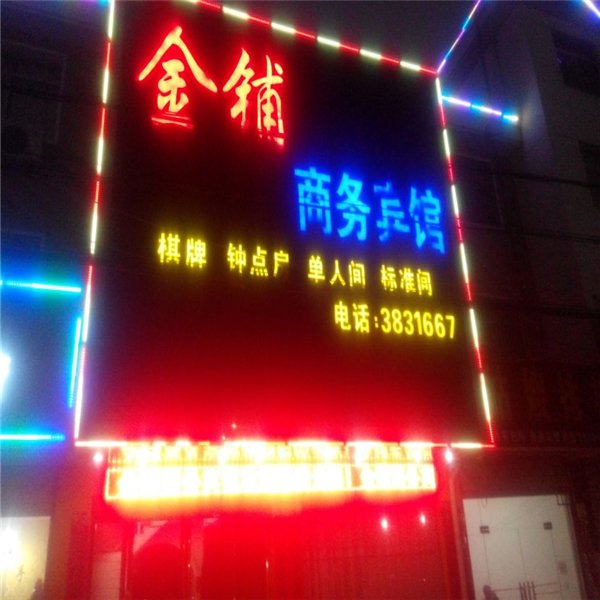 金铺
商务宾馆
棋牌 钟点户 单人间 标准间
电话:3831667